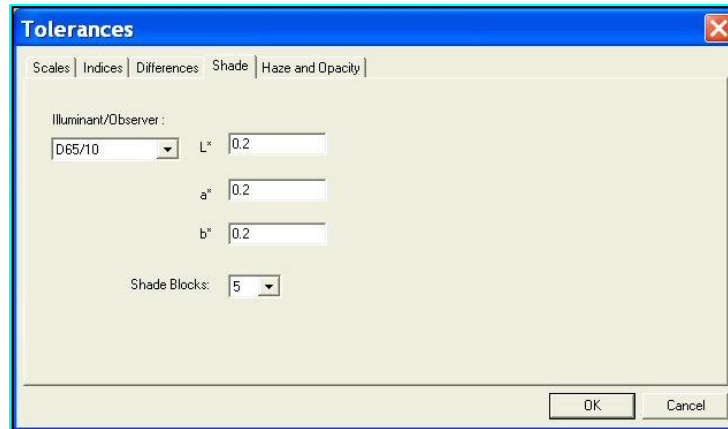 Tolerances
Scales Indices Differences Shade Haze and Opacity
Illuminant/Observer :
D65/10 L* 0.2
a* 0.2
b* 0.2
Shade Blocks: 5
OK Cancel